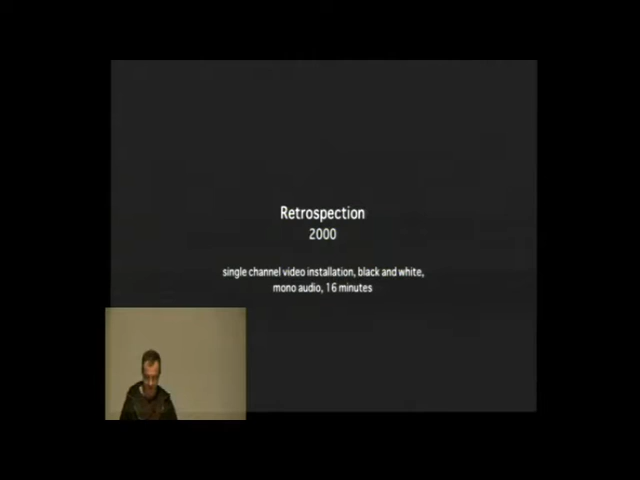 Retrospection
2000
single channel video installation, black and white,
mono audio, 16 minutes